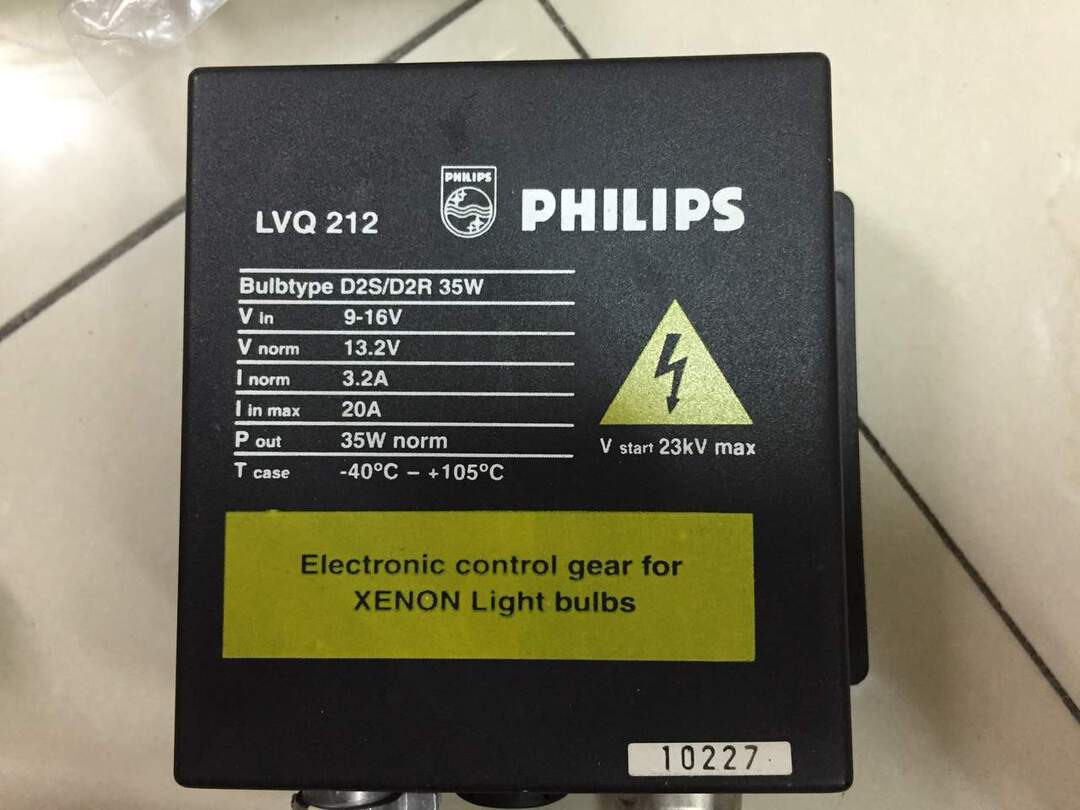 PHILIPS
LVQ 212 PHILIPS
Bulbtype D2S/D2R 35W
V in 9-16V
V norm 13.2V
I norm 3.2A
I in max 20A
P out 35W norm
T case -40°C – +105°C
V start 23kV max
Electronic control gear for
XENON Light bulbs
10227